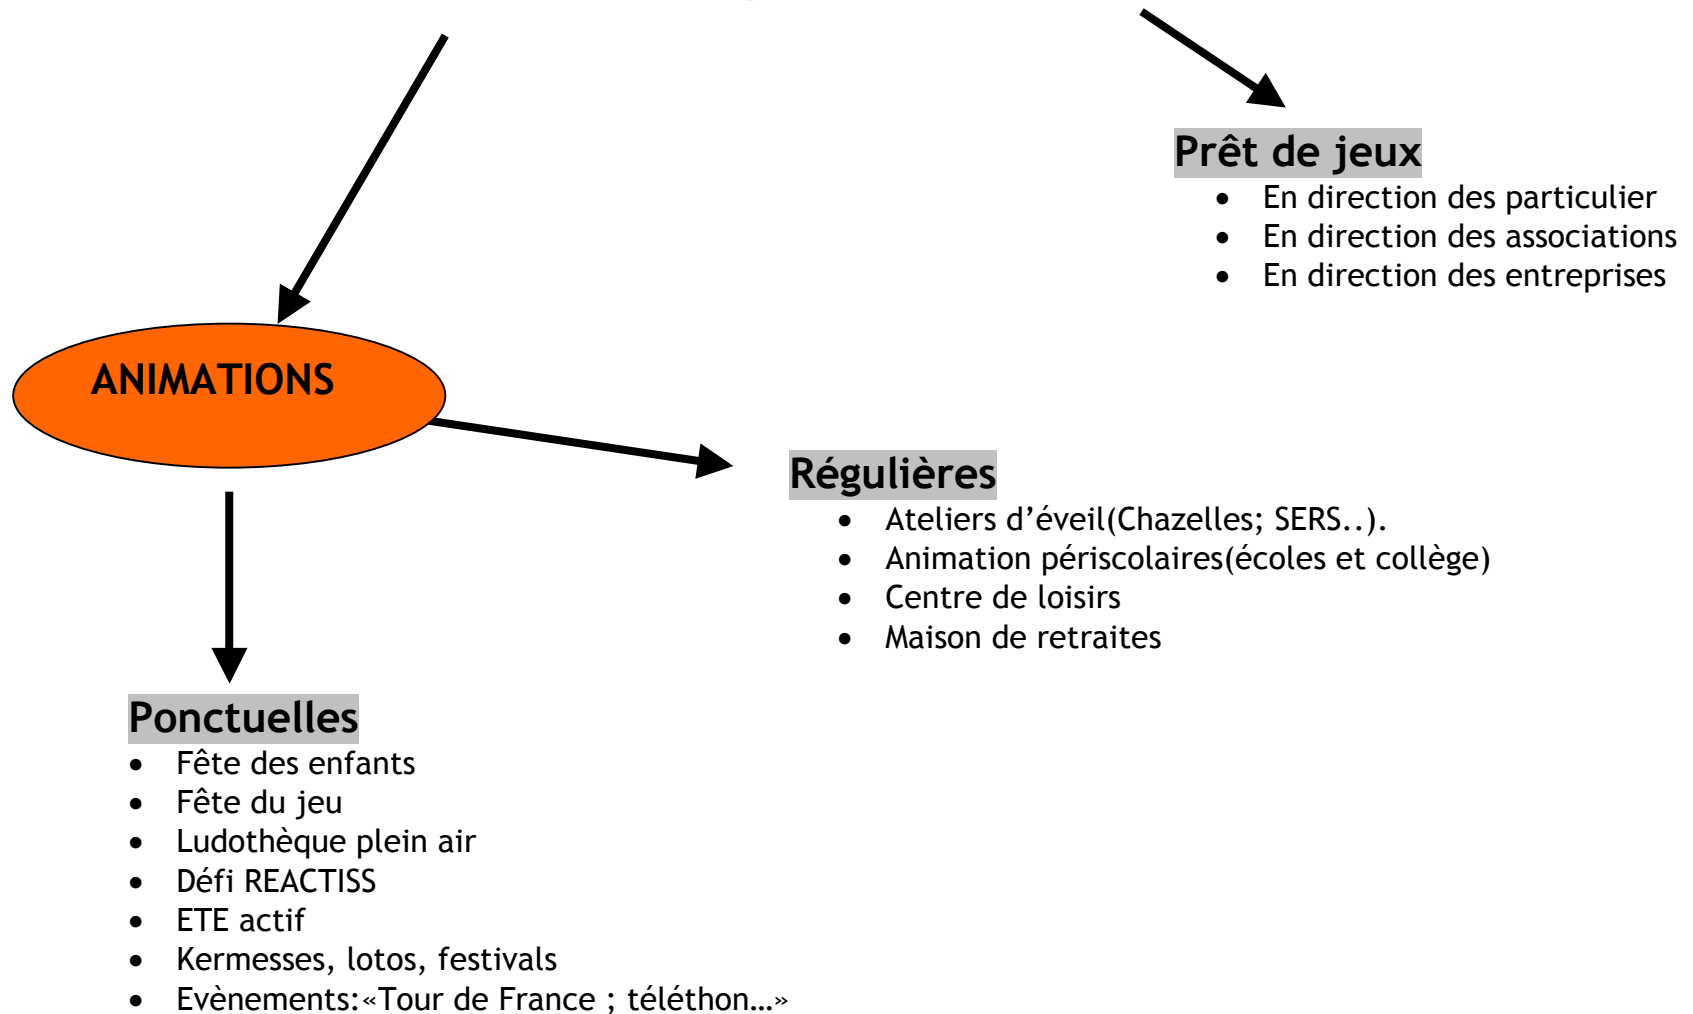 Prêt de jeux
• En direction des particulier
• En direction des associations
• En direction des entreprises
ANIMATIONS
Régulières
• Ateliers d’éveil(Chazelles; SERS..).
• Animation périscolaires(écoles et collège)
• Centre de loisirs
• Maison de retraites
Ponctuelles
• Fête des enfants
• Fête du jeu
• Ludothèque plein air
• Défi REACTISS
• ETE actif
• Kermesses, lotos, festivals
• Evènements:«Tour de France ; téléthon…»